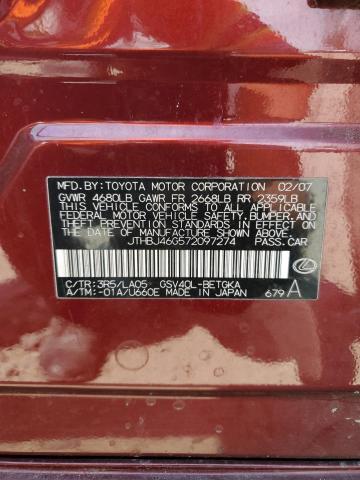 MFD. BY: TOYOTA MOTOR CORPORATION 02/07
GVWR 4680LB GAWR FR 2668LB RR 2359LB
THIS VEHICLE CONFORMS TO ALL APPLICABLE
FEDERAL MOTOR VEHICLE SAFETY, BUMPER, AND
THEFT PREVENTION STANDARDS IN EFFECT ON
THE DATE OF MANUFACTURE SHOWN ABOVE.
JTHBJ46G572097274 PASS. CAR
C/TR: 3R5/LA05 GSV40L-BETGKA
A/TM: -01A/U660E MADE IN JAPAN 679 A